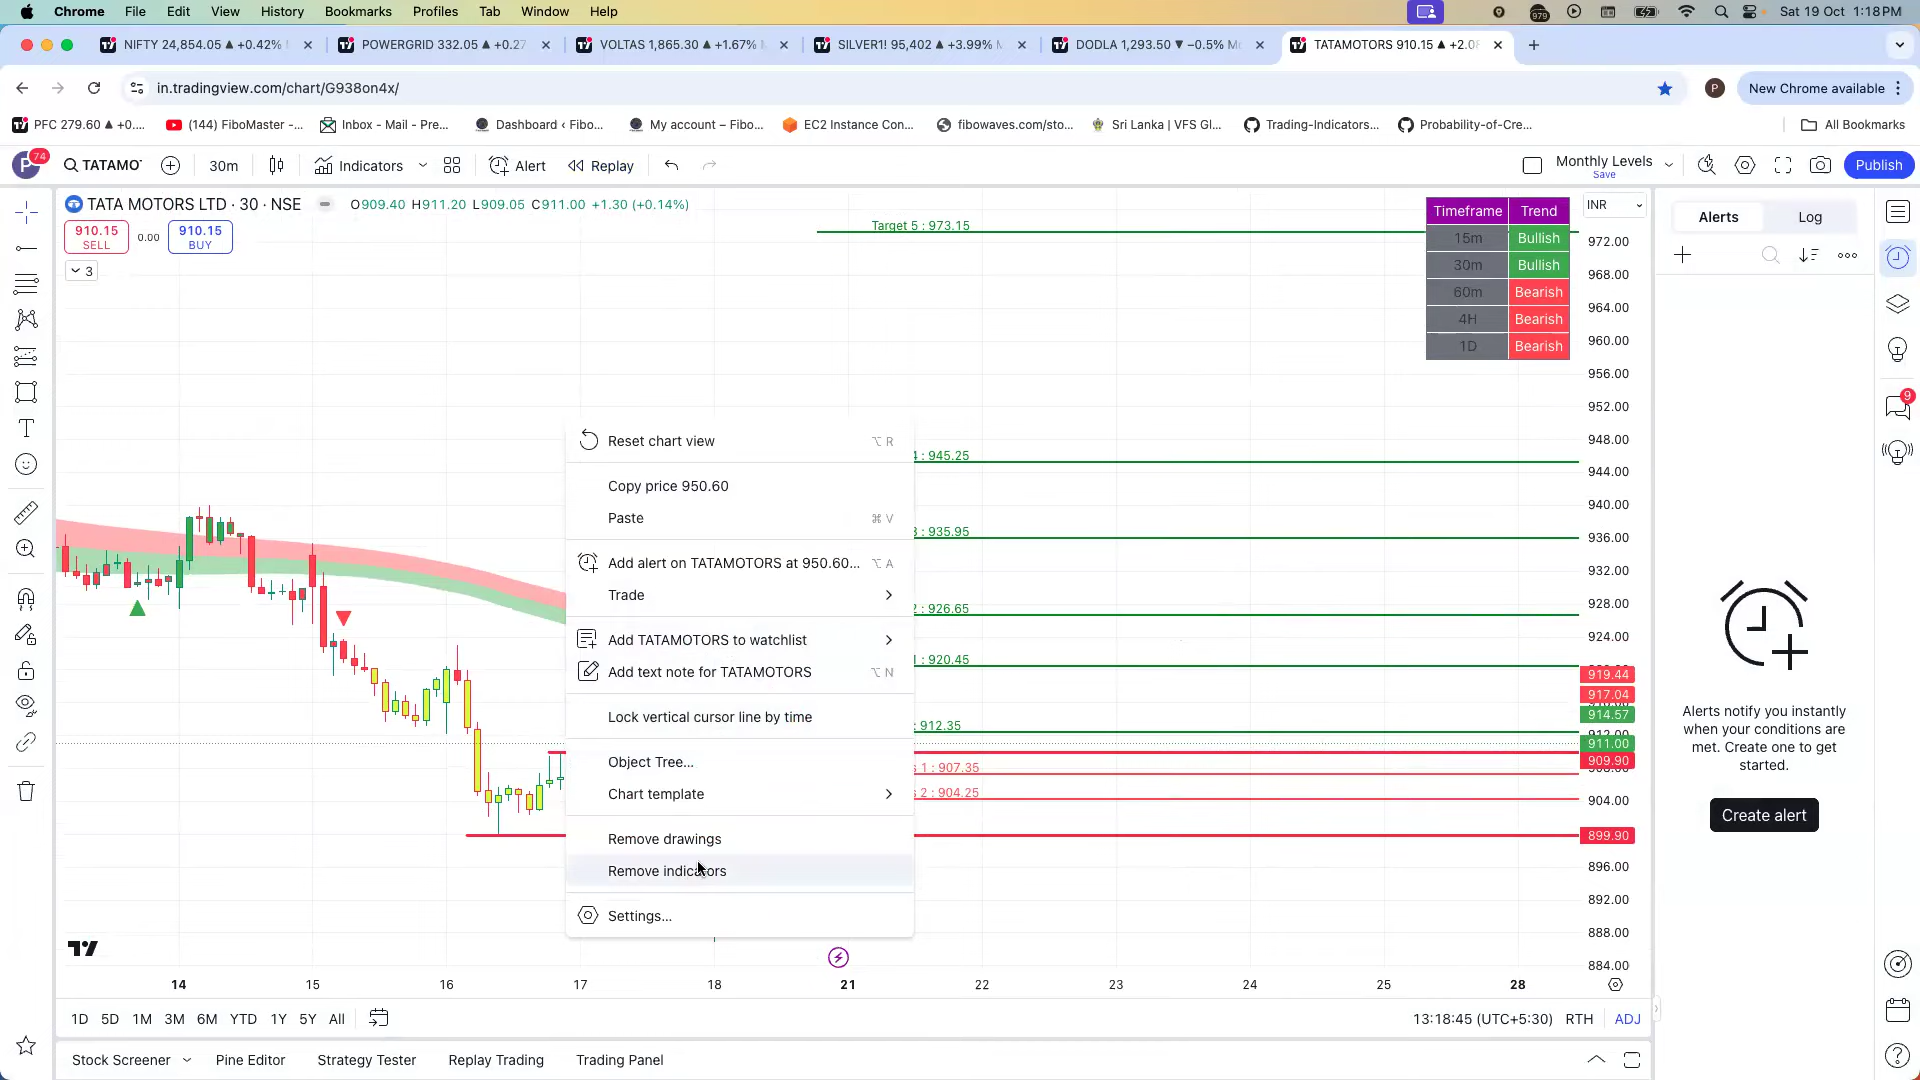 Chrome File Edit View History Bookmarks Profiles Tab Window Help 979 Sat 19 Oct 1:18 PM
NIFTY 24,854.05 ▲ +0.42% POWERGRID 332.05 ▲ +0.27 VOLTAS 1,865.30 ▲ +1.67% SILVER1! 95,402 ▲ +3.99% DODLA 1,293.50 ▼ −0.5% TATAMOTORS 910.15 ▲ +2.0
in.tradingview.com/chart/G938on4x/ P New Chrome available
PFC 279.60 ▲ +0.... (144) FiboMaster -... Inbox - Mail - Pre... Dashboard ‹ Fibo... My account – Fibo... EC2 Instance Con... fibowaves.com/sto... Sri Lanka | VFS Gl... Trading-Indicators... Probability-of-Cre... All Bookmarks
P 74 TATAMO 30m Indicators Alert Replay Monthly Levels Save Publish
TATA MOTORS LTD · 30 · NSE O909.40 H911.20 L909.05 C911.00 +1.30 (+0.14%)
910.15 SELL 0.00 910.15 BUY
3
Target 5 : 973.15
Timeframe Trend
15m Bullish
30m Bullish
60m Bearish
4H Bearish
1D Bearish
INR
972.00
968.00
964.00
960.00
956.00
952.00
948.00
944.00
940.00
936.00
932.00
928.00
924.00
919.44
917.04
914.57
911.00
909.90
904.00
899.90
896.00
892.00
888.00
884.00
4 : 945.25
3 : 935.95
2 : 926.65
1 : 920.45
: 912.35
s 1 : 907.35
s 2 : 904.25
Reset chart view ⌥ R
Copy price 950.60
Paste ⌘ V
Add alert on TATAMOTORS at 950.60... ⌥ A
Trade
Add TATAMOTORS to watchlist
Add text note for TATAMOTORS ⌥ N
Lock vertical cursor line by time
Object Tree...
Chart template
Remove drawings
Remove indicators
Settings...
14 15 16 17 18 21 22 23 24 25 28
1D 5D 1M 3M 6M YTD 1Y 5Y All 13:18:45 (UTC+5:30) RTH ADJ
Stock Screener Pine Editor Strategy Tester Replay Trading Trading Panel
Alerts Log
Alerts notify you instantly
when your conditions are
met. Create one to get
started.
Create alert
9